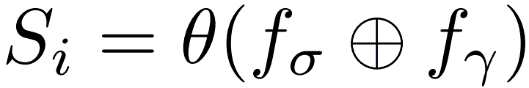 S_i = θ(f_σ ⊕ f_γ)